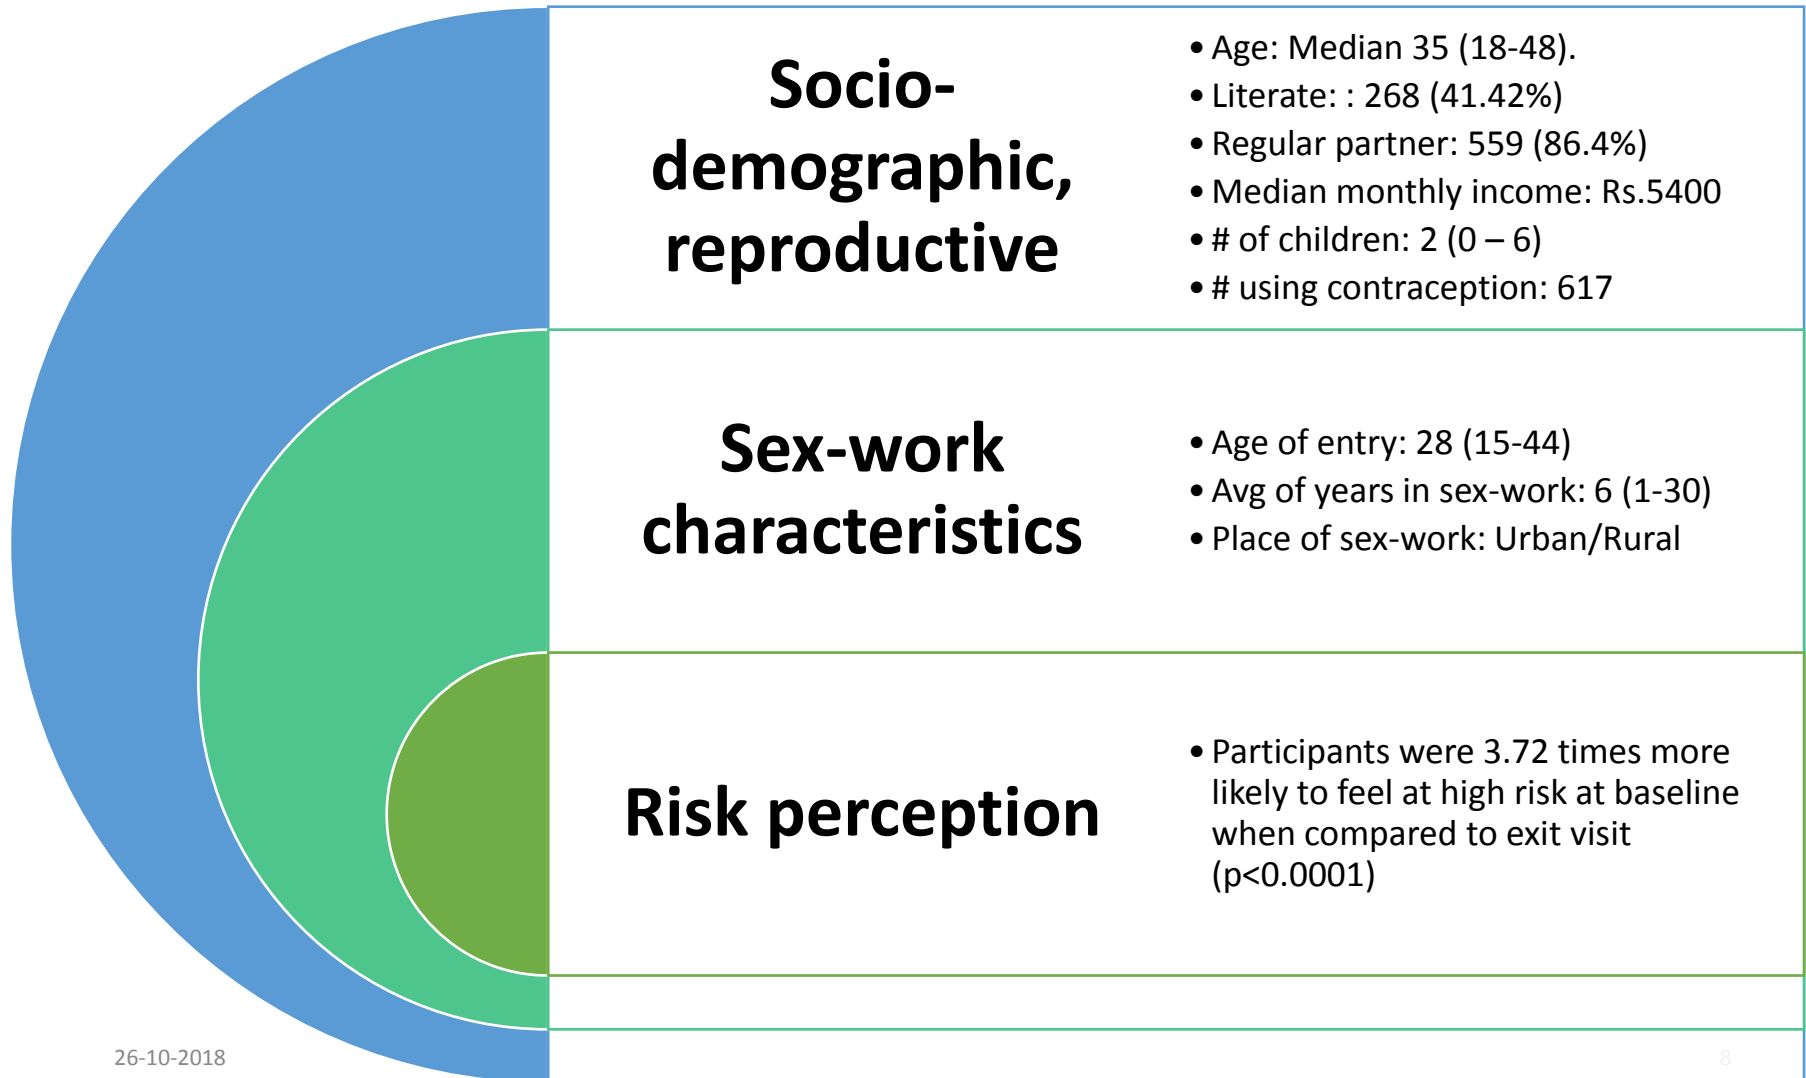 Socio-
demographic,
reproductive
• Age: Median 35 (18-48).
• Literate: : 268 (41.42%)
• Regular partner: 559 (86.4%)
• Median monthly income: Rs.5400
• # of children: 2 (0 – 6)
• # using contraception: 617
Sex-work
characteristics
• Age of entry: 28 (15-44)
• Avg of years in sex-work: 6 (1-30)
• Place of sex-work: Urban/Rural
Risk perception
• Participants were 3.72 times more
likely to feel at high risk at baseline
when compared to exit visit
(p<0.0001)
26-10-2018
8